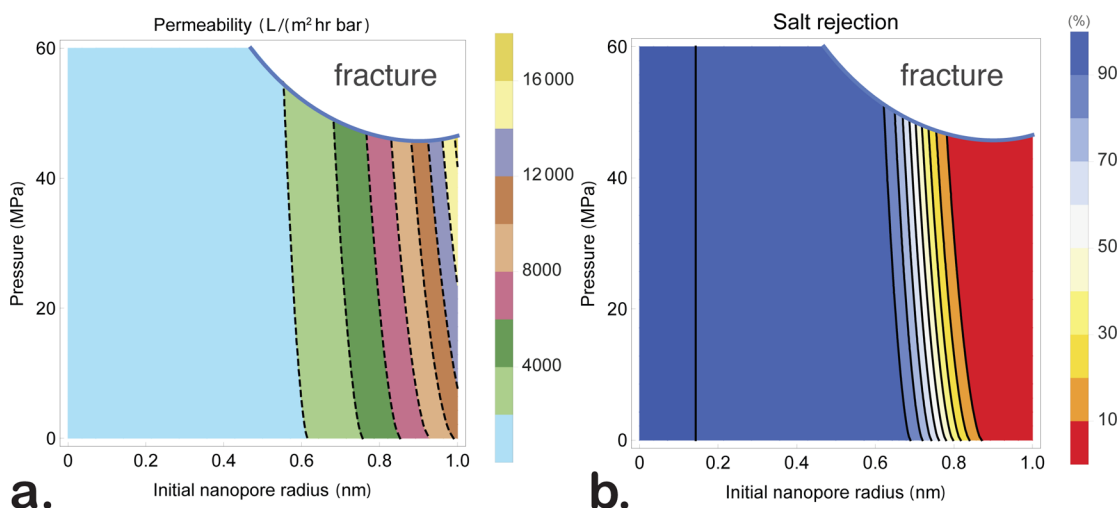 Permeability (L/(m² hr bar)
60
40
20
0
Pressure (MPa)
fracture
0 0.2 0.4 0.6 0.8 1.0
Initial nanopore radius (nm)
16 000
12 000
8000
4000
a.
Salt rejection
(%)
60
40
20
0
Pressure (MPa)
fracture
0 0.2 0.4 0.6 0.8 1.0
Initial nanopore radius (nm)
90
70
50
30
10
b.